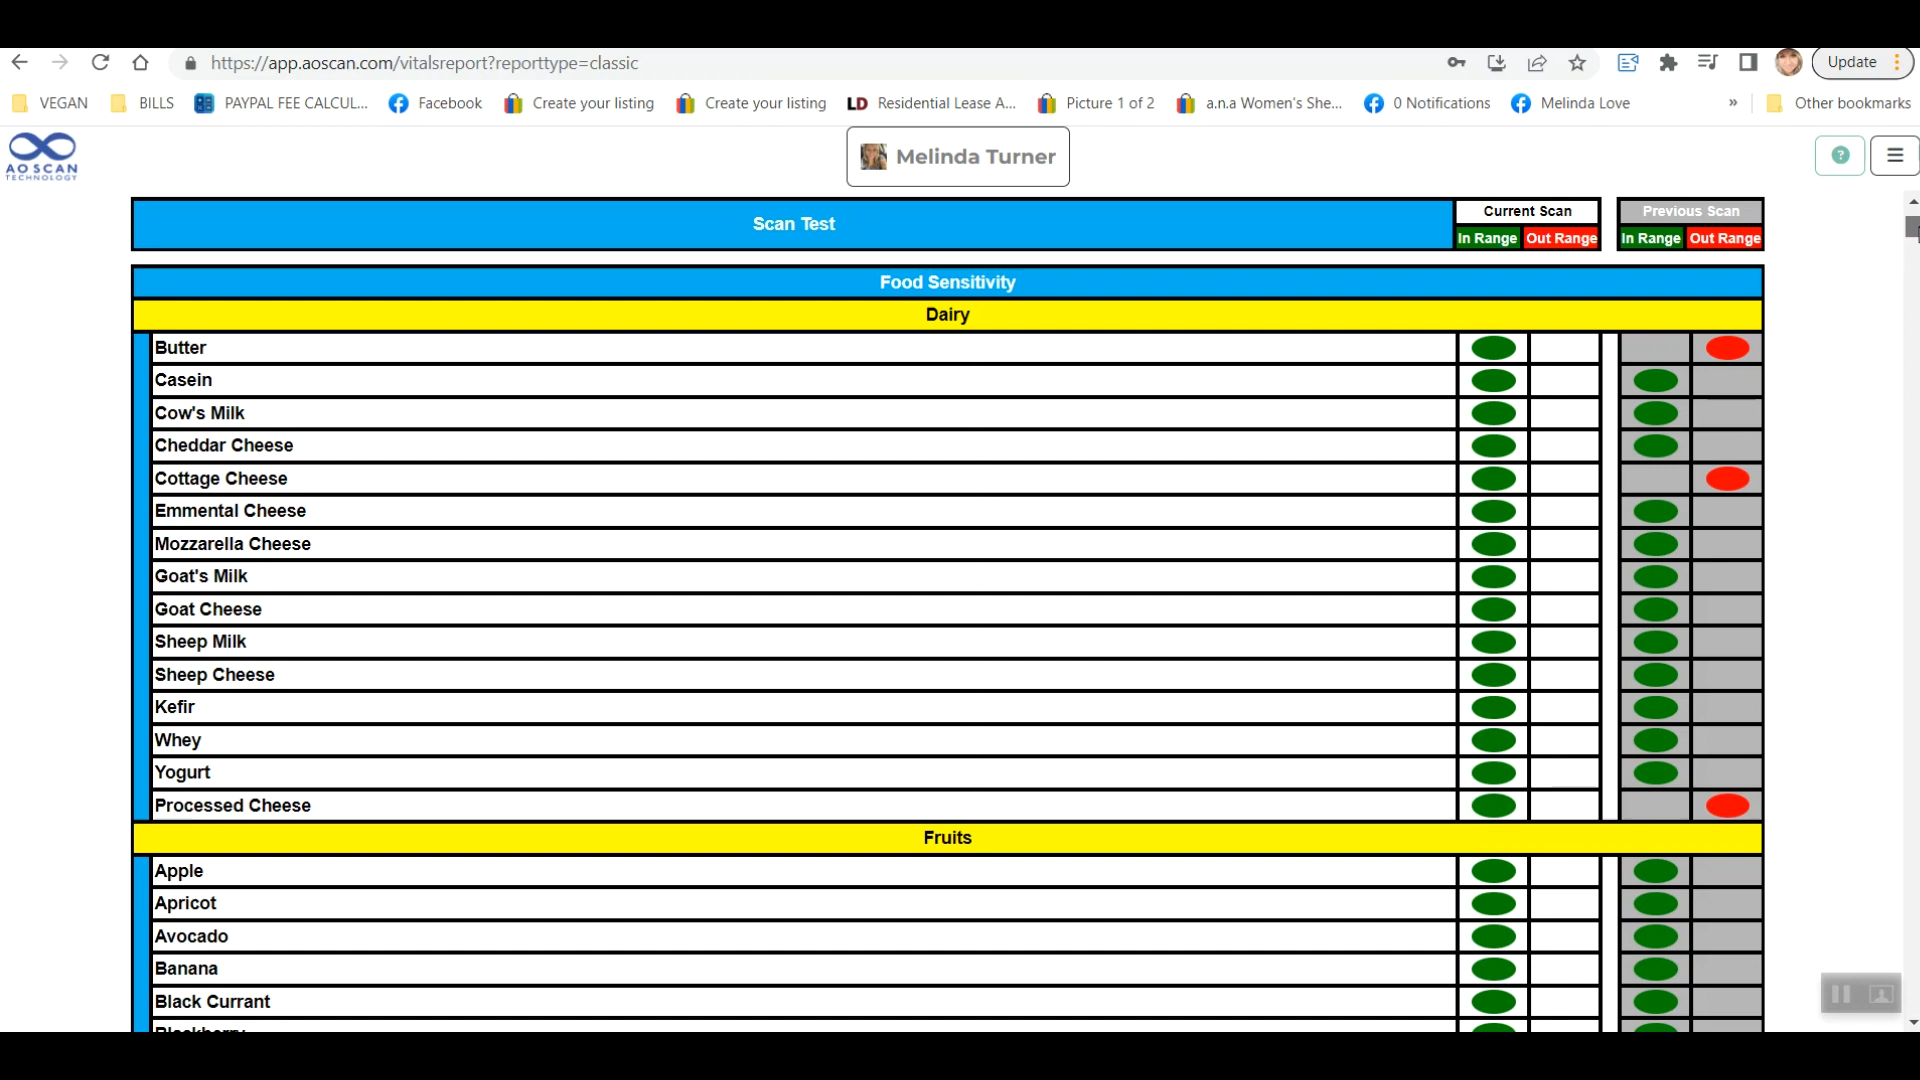 https://app.aoscan.com/vitalsreport?reporttype=classic
Update
VEGAN
BILLS
PAYPAL FEE CALCUL...
Facebook
Create your listing
Create your listing
LD Residential Lease A...
Picture 1 of 2
a.n.a Women's She...
0 Notifications
Melinda Love
»
Other bookmarks
AO SCAN
TECHNOLOGY
Melinda Turner
?
Scan Test
Current Scan
Previous Scan
In Range
Out Range
In Range
Out Range
Food Sensitivity
Dairy
Butter
Casein
Cow's Milk
Cheddar Cheese
Cottage Cheese
Emmental Cheese
Mozzarella Cheese
Goat's Milk
Goat Cheese
Sheep Milk
Sheep Cheese
Kefir
Whey
Yogurt
Processed Cheese
Fruits
Apple
Apricot
Avocado
Banana
Black Currant
Blackberry